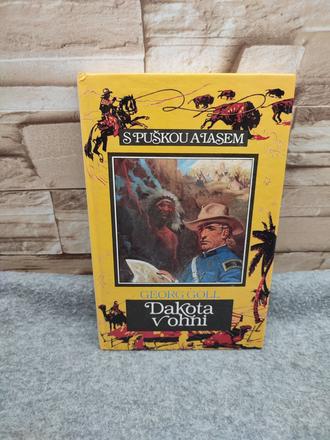 S PUŠKOU A LASEM
GEORG GOLL
Dakota
v ohni